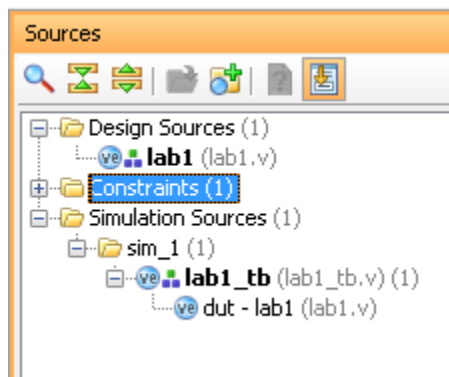 Sources
Design Sources (1)
lab1 (lab1.v)
Constraints (1)
Simulation Sources (1)
sim_1 (1)
lab1_tb (lab1_tb.v) (1)
dut - lab1 (lab1.v)